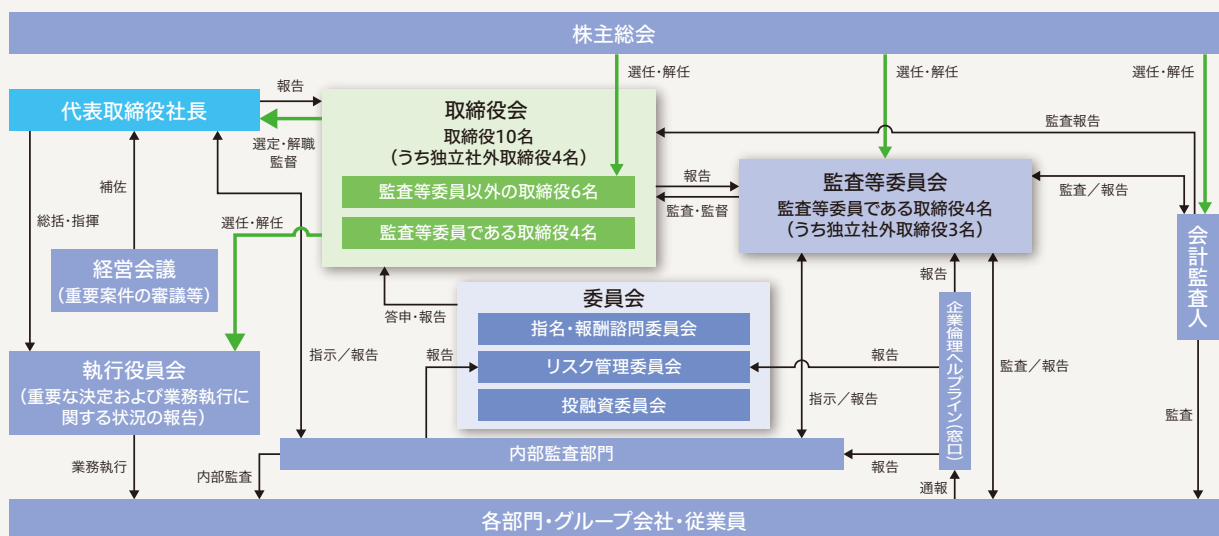 株主総会
選任・解任
選任・解任
選任・解任
代表取締役社長
報告
選定・解職
監督
取締役会
取締役10名
（うち独立社外取締役4名）
監査等委員以外の取締役6名
監査等委員である取締役4名
報告
監査・監督
監査報告
監査等委員会
監査等委員である取締役4名
（うち独立社外取締役3名）
監査／報告
会計監査人
補佐
総括・指揮
選任・解任
経営会議
（重要案件の審議等）
答申・報告
委員会
指名・報酬諮問委員会
リスク管理委員会
投融資委員会
報告
企業倫理ヘルプライン（窓口）
執行役員会
（重要な決定および業務執行に
関する状況の報告）
指示／報告
報告
報告
指示／報告
監査／報告
監査
業務執行
内部監査
内部監査部門
報告
通報
各部門・グループ会社・従業員